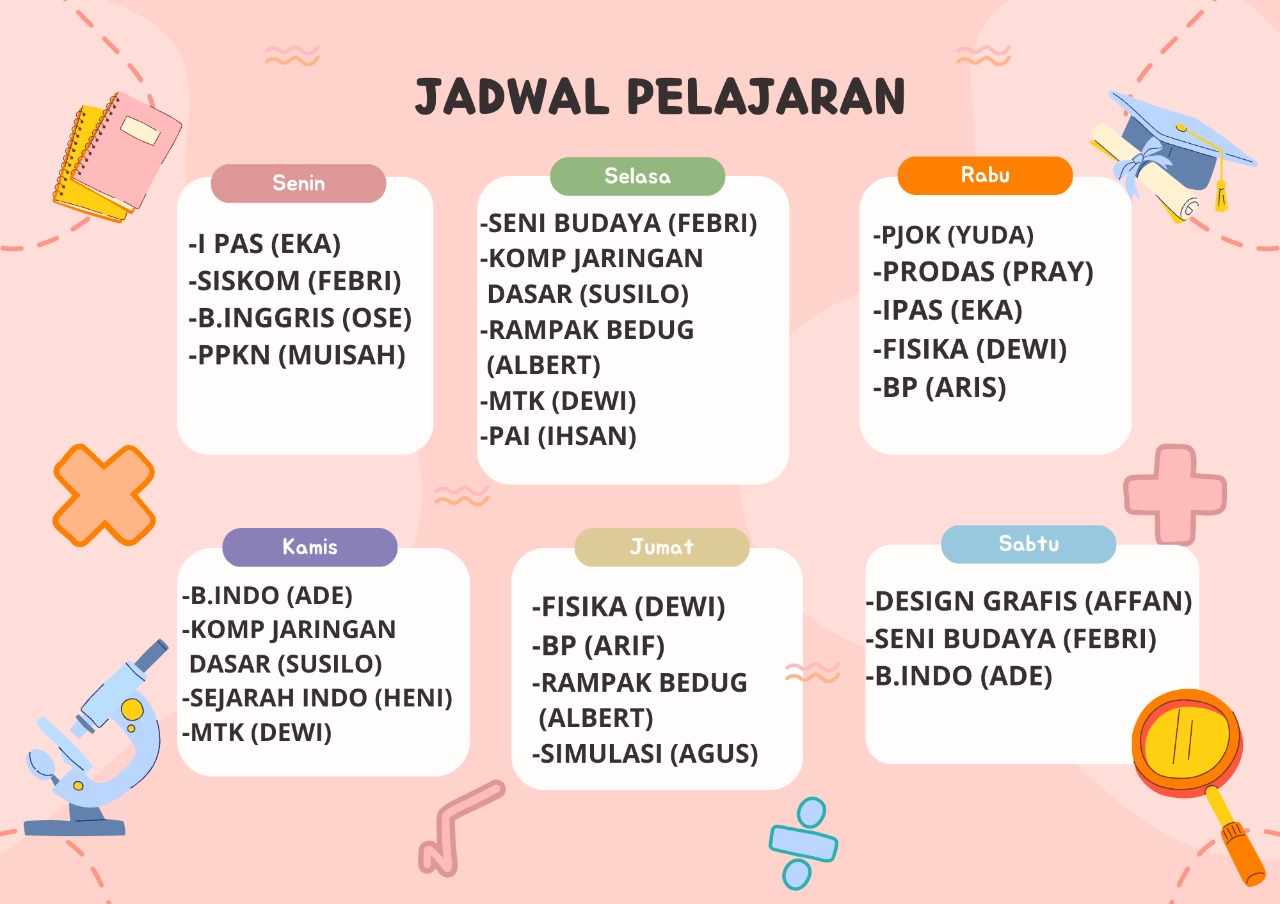 JADWAL PELAJARAN
Senin
-I PAS (EKA)
-SISKOM (FEBRI)
-B.INGGRIS (OSE)
-PPKN (MUISAH)
Selasa
-SENI BUDAYA (FEBRI)
-KOMP JARINGAN
DASAR (SUSILO)
-RAMPAK BEDUG
(ALBERT)
-MTK (DEWI)
-PAI (IHSAN)
Rabu
-PJOK (YUDA)
-PRODAS (PRAY)
-IPAS (EKA)
-FISIKA (DEWI)
-BP (ARIS)
Kamis
-B.INDO (ADE)
-KOMP JARINGAN
DASAR (SUSILO)
-SEJARAH INDO (HENI)
-MTK (DEWI)
Jumat
-FISIKA (DEWI)
-BP (ARIF)
-RAMPAK BEDUG
(ALBERT)
-SIMULASI (AGUS)
Sabtu
-DESIGN GRAFIS (AFFAN)
-SENI BUDAYA (FEBRI)
-B.INDO (ADE)